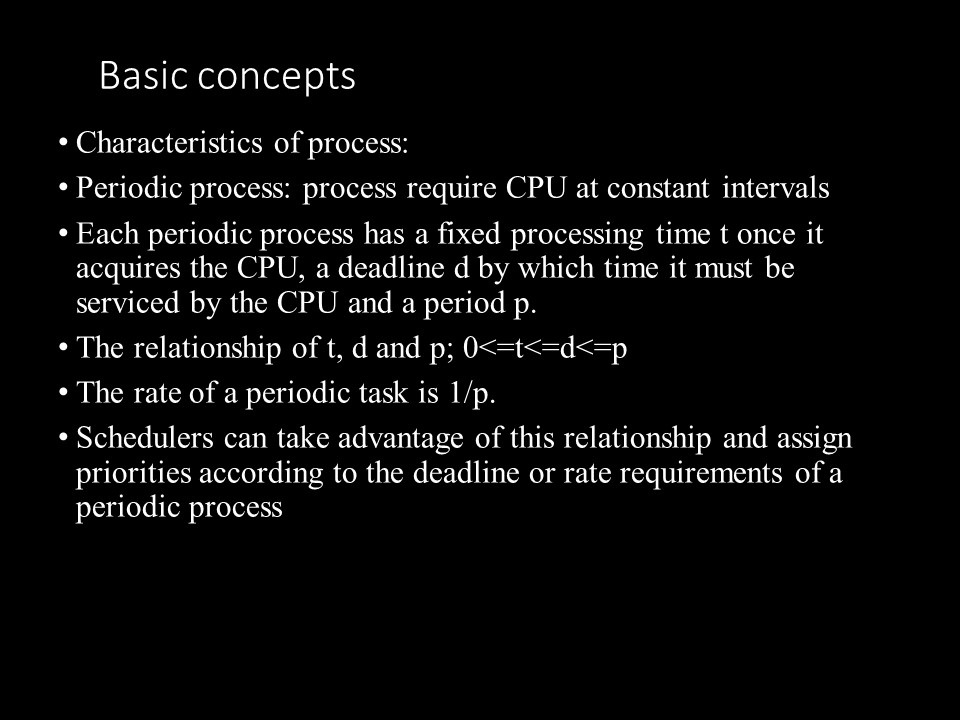 Basic concepts
• Characteristics of process:
• Periodic process: process require CPU at constant intervals
• Each periodic process has a fixed processing time t once it
acquires the CPU, a deadline d by which time it must be
serviced by the CPU and a period p.
• The relationship of t, d and p; 0<=t<=d<=p
• The rate of a periodic task is 1/p.
• Schedulers can take advantage of this relationship and assign
priorities according to the deadline or rate requirements of a
periodic process